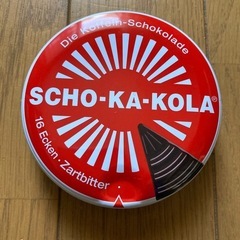 Die Koffein-Schokolade
SCHO-KA-KOLA®
16 Ecken · Zartbitter